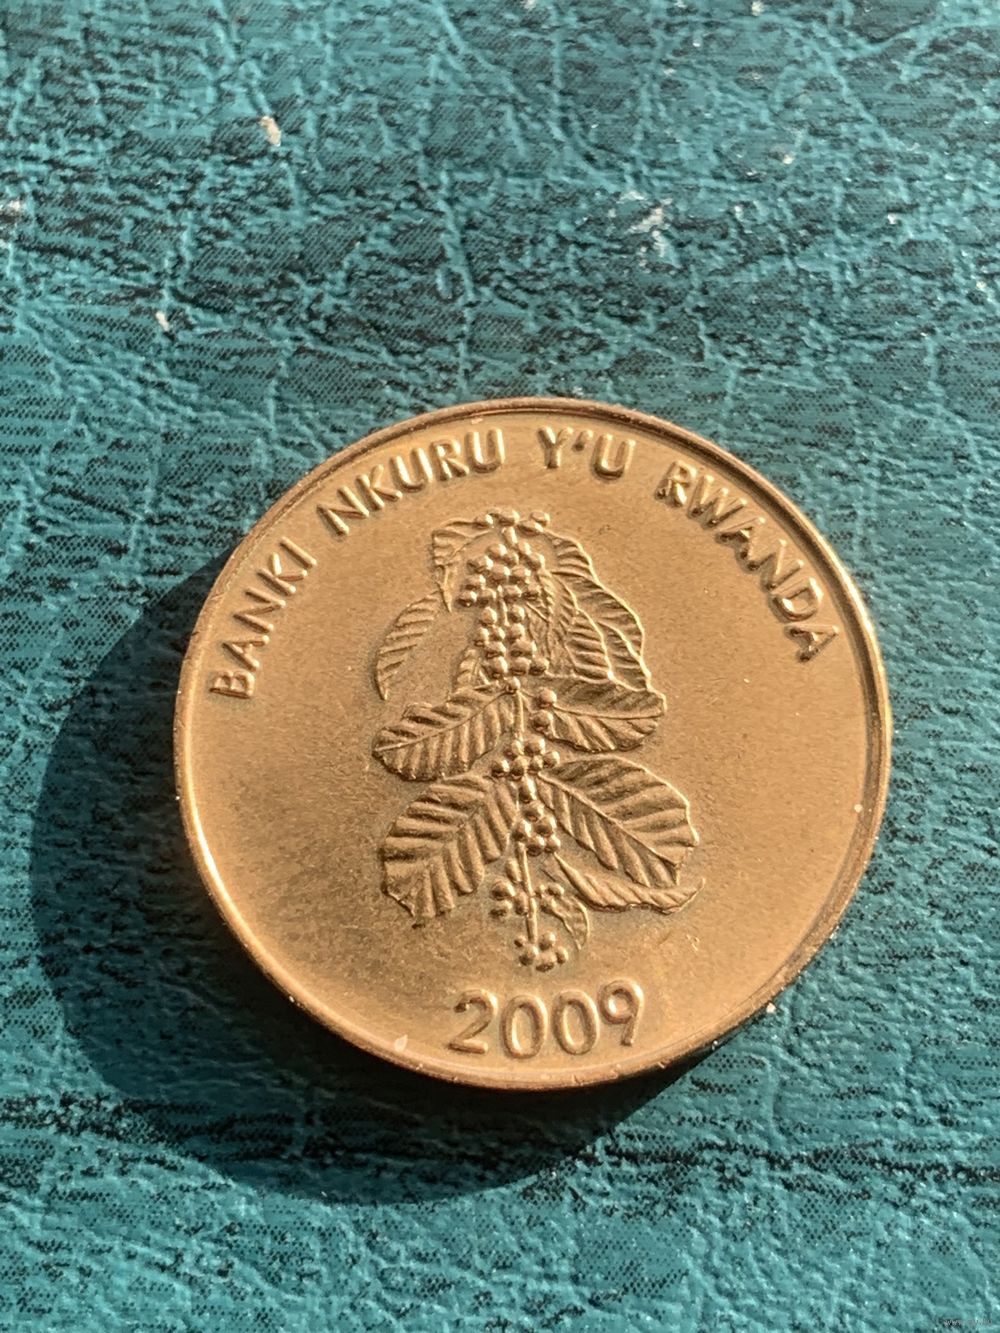 BANKI NKURU Y'U RWANDA
2009